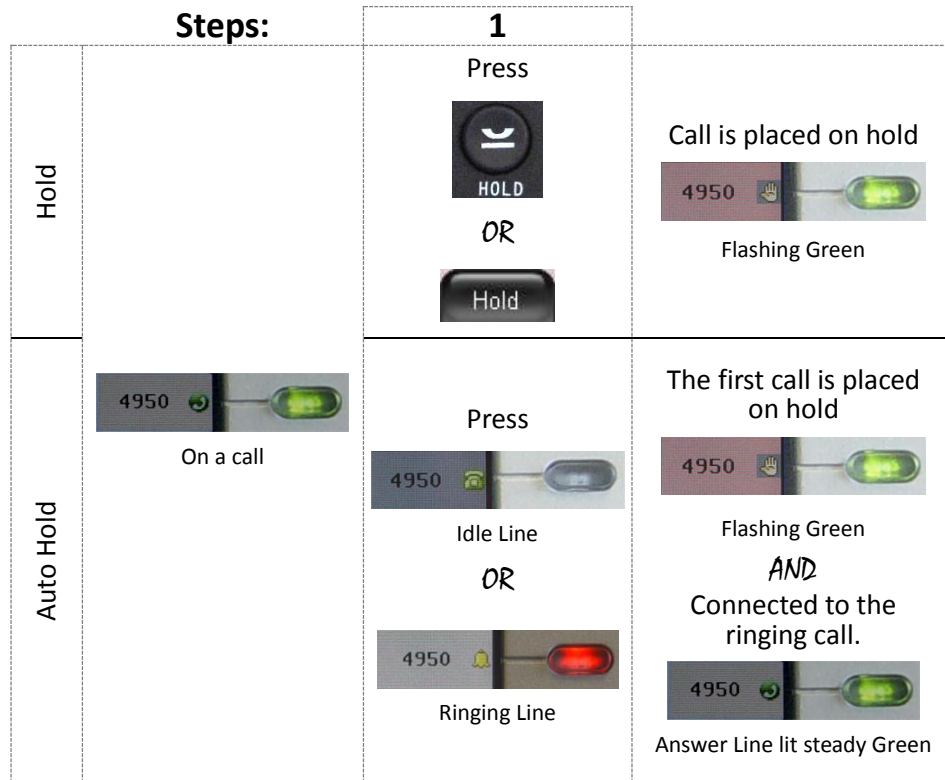 Steps:
1
Hold
Press
HOLD
OR
Hold
Call is placed on hold
4950
Flashing Green
4950
On a call
Auto Hold
Press
4950
Idle Line
OR
4950
Ringing Line
The first call is placed
on hold
4950
Flashing Green
AND
Connected to the
ringing call.
4950
Answer Line lit steady Green